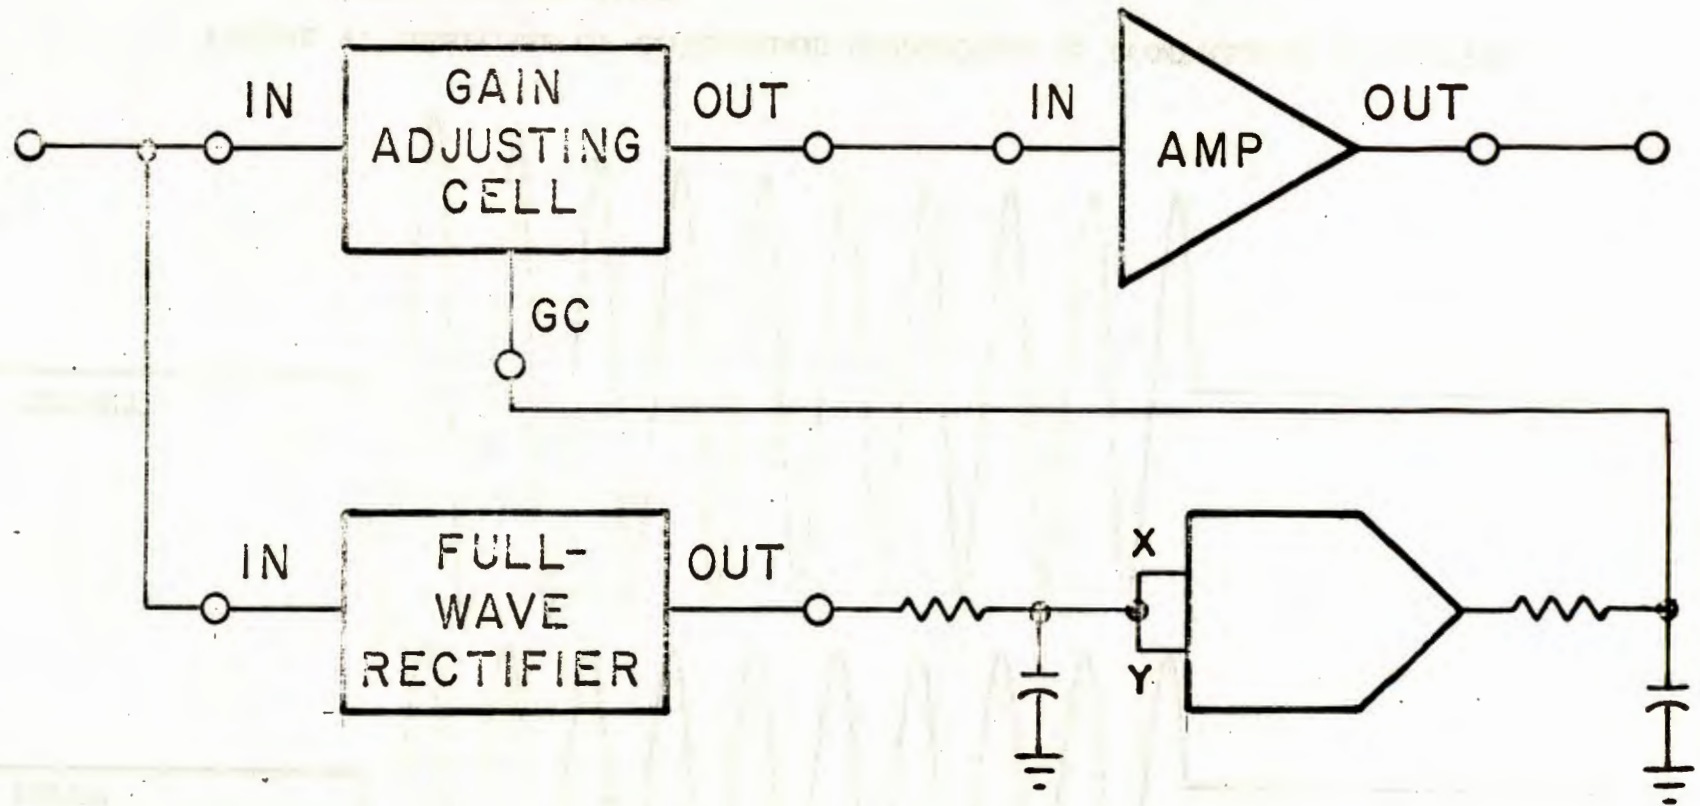 IN
GAIN
ADJUSTING
CELL
OUT
IN
AMP
OUT
GC
IN
FULL-
WAVE
RECTIFIER
OUT
X
Y